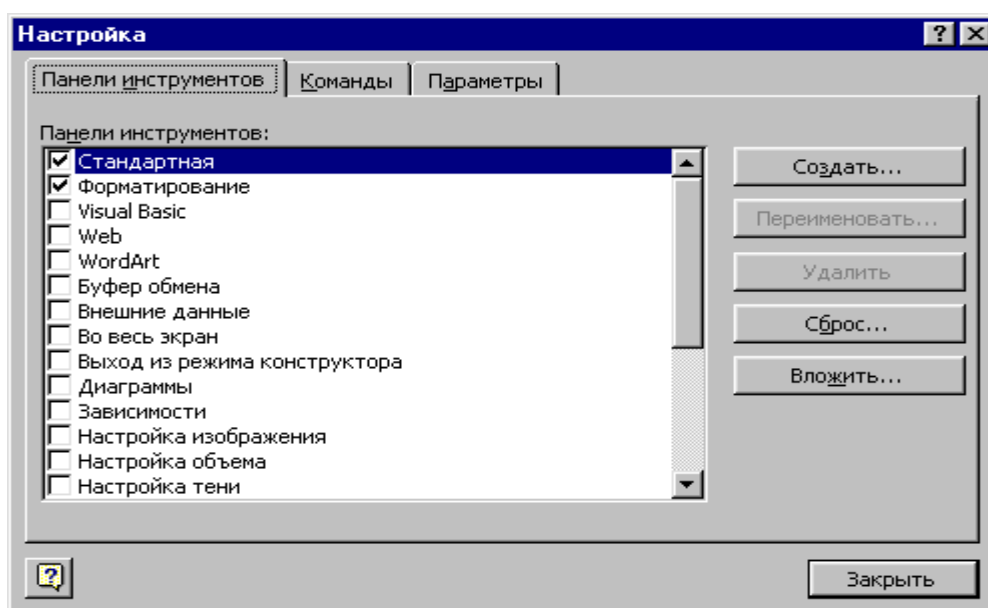 Настройка
Панели инструментов Команды Параметры
Панели инструментов:
Стандартная
Форматирование
Visual Basic
Web
WordArt
Буфер обмена
Внешние данные
Во весь экран
Выход из режима конструктора
Диаграммы
Зависимости
Настройка изображения
Настройка объема
Настройка тени
Создать...
Переименовать...
Удалить
Сброс...
Вложить...
Закрыть